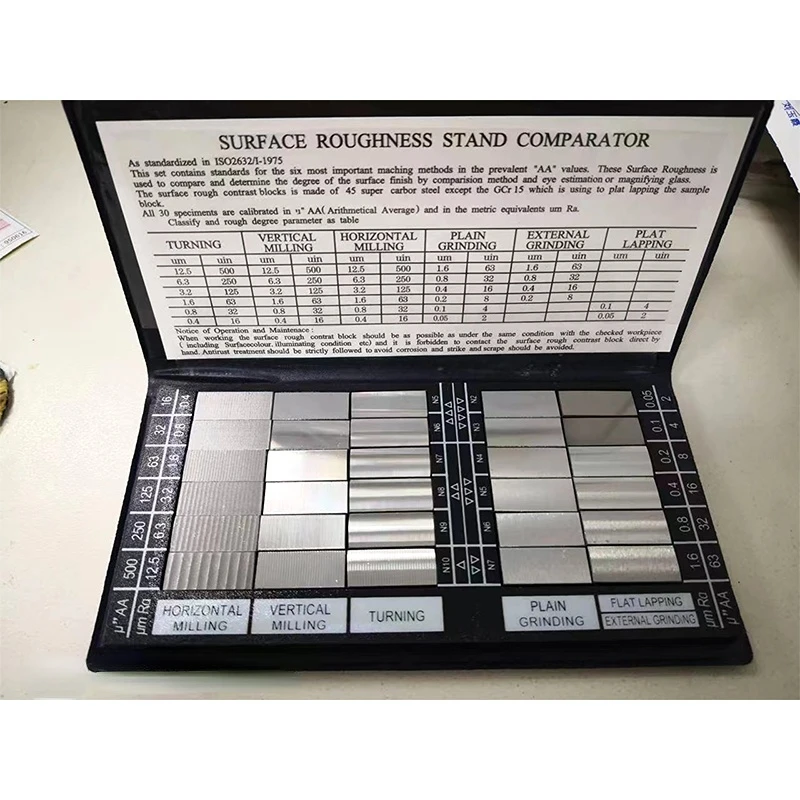 SURFACE ROUGHNESS STAND COMPARATOR
As standardized in ISO2632/I-1975
This set contains standards for the six most important maching methods in the prevalent "AA" values. These Surface Roughness is
used to compare and determine the degree of the surface finish by comparision method and eye estimation or magnifying glass.
The surface rough contrast blocks is made of 45 super carbor steel except the GCr15 which is using to plat lapping the sample
block.
All 30 speciments are calibrated in "AA(Arithmetical Average) and in the metric equivalents um Ra.
Classify and rough degree parameter as table
TURNING VERTICAL MILLING HORIZONTAL MILLING PLAIN GRINDING EXTERNAL GRINDING PLAT LAPPING
um uin um uin um uin um uin um uin um uin
12.5 500 12.5 500 12.5 500 1.6 63 1.6 63
6.3 250 6.3 250 6.3 250 0.8 32 0.8 32
3.2 125 3.2 125 3.2 125 0.4 16 0.4 16
1.6 63 1.6 63 1.6 63 0.2 8 0.2 8
0.8 32 0.8 32 0.8 32 0.1 4 0.1 4
0.4 16 0.4 16 0.4 16 0.05 2 0.05 2
Notice of Operation and Maintenace :
When working the surface rough contrat block should be as possible as under the same condition with the checked workpiece
( including Surfacecolour, illuminating condition etc) and it is forbidden to contact the surface rough contrast block directly by
hand. Antirust treatment should be strictly followed to avoid corrosion and strike and scrape should be avoided.
16 0.4 N5 N2 0.05 2
32 0.8 N6 N3 0.1 4
63 1.6 N7 N4 0.2 8
125 3.2 N8 N5 0.4 16
250 6.3 N9 N6 0.8 32
500 12.5 N10 N7 1.6 63
μ"AA μm Ra HORIZONTAL MILLING VERTICAL MILLING TURNING PLAIN GRINDING FLAT LAPPING EXTERNAL GRINDING μm Ra μ"AA